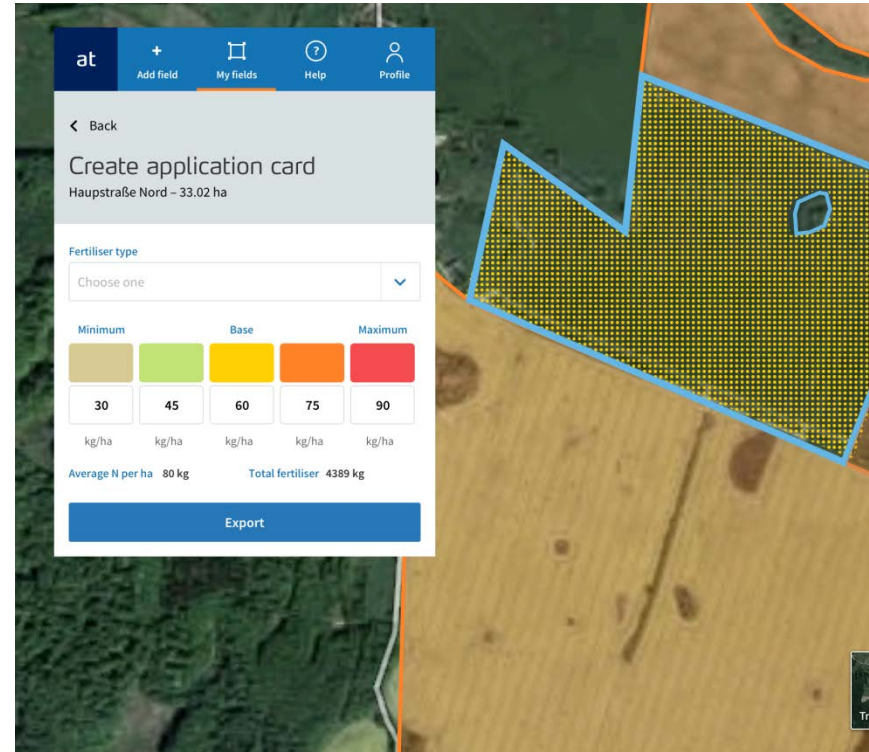 at
+
Add field
My fields
?
Help
Profile
Back
Create application card
Haupstraße Nord – 33.02 ha
Fertiliser type
Choose one
Minimum Base Maximum
30 45 60 75 90
kg/ha kg/ha kg/ha kg/ha kg/ha
Average N per ha 80 kg Total fertiliser 4389 kg
Export
Tr